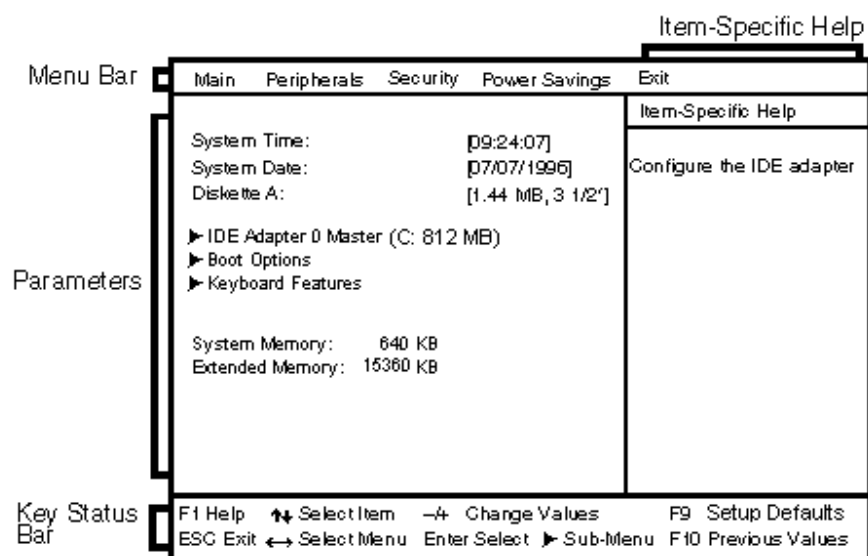 Item-Specific Help
Menu Bar
Main Peripherals Security Power Savings Exit
Item-Specific Help
System Time: [09:24:07]
System Date: [07/07/1996]
Configure the IDE adapter
Diskette A: [1.44 MB, 3 1/2"]
► IDE Adapter 0 Master (C: 812 MB)
► Boot Options
Parameters
► Keyboard Features
System Memory: 640 KB
Extended Memory: 15360 KB
Key Status Bar
F1 Help ↑↓ Select Item –/+ Change Values F9 Setup Defaults
ESC Exit ←→ Select Menu Enter Select ► Sub-Menu F10 Previous Values